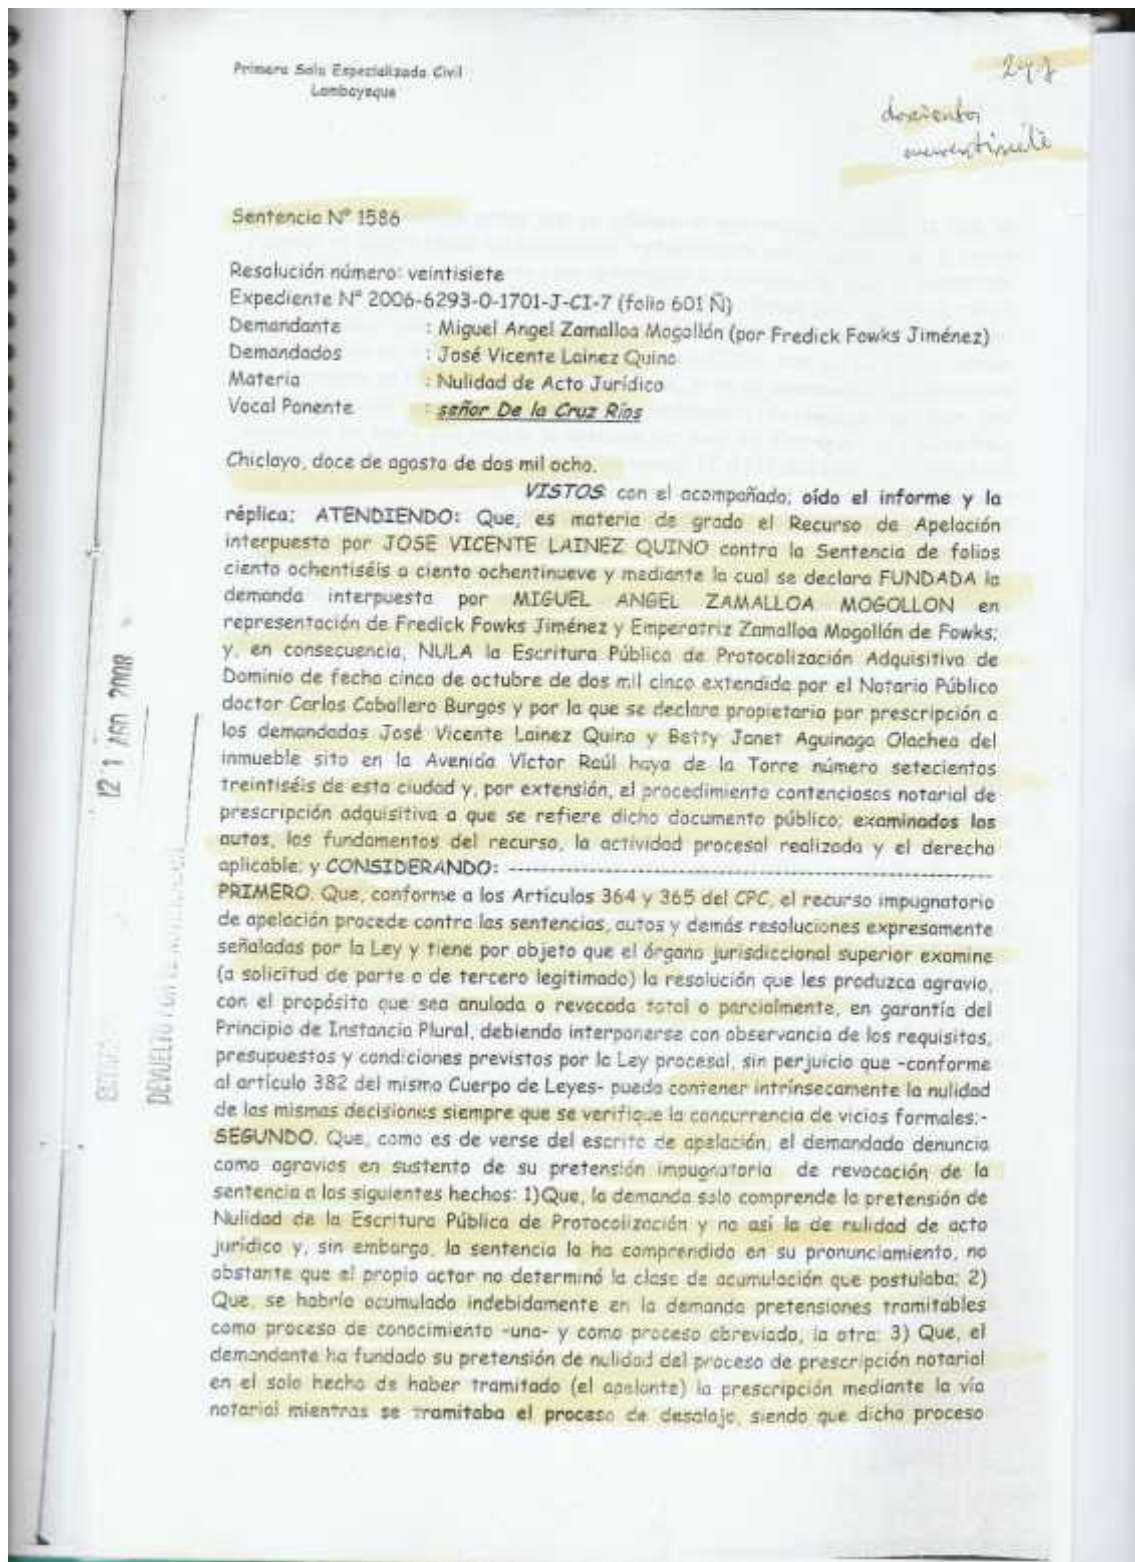 Primera Sala Especializada Civil
Lambayeque
247
doscientos
Sentencia Nº 1586
Resolución número: veintisiete
Expediente Nº 2006-6293-0-1701-J-CI-7 (folio 601 Ñ)
Demandante : Miguel Angel Zamalloa Mogollón (por Fredick Fowks Jiménez)
Demandados : José Vicente Lainez Quino
Materia : Nulidad de Acto Jurídico
Vocal Ponente : señor De la Cruz Ríos
Chiclayo, doce de agosto de dos mil ocho.
VISTOS con el acompañado; oído el informe y la
réplica; ATENDIENDO: Que, es materia de grado el Recurso de Apelación
interpuesto por JOSE VICENTE LAINEZ QUINO contra la Sentencia de folios
ciento ochentiséis a ciento ochentinueve y mediante la cual se declara FUNDADA la
demanda interpuesta por MIGUEL ANGEL ZAMALLOA MOGOLLON en
representación de Fredick Fowks Jiménez y Emperatriz Zamalloa Mogollón de Fowks;
y, en consecuencia, NULA la Escritura Pública de Protocolización Adquisitiva de
Dominio de fecha cinco de octubre de dos mil cinco extendida por el Notario Público
doctor Carlos Caballero Burgos y por la que se declara propietario por prescripción a
los demandados José Vicente Lainez Quino y Betty Janet Aguinaga Olachea del
inmueble sito en la Avenida Víctor Raúl haya de la Torre número setecientos
treintiséis de esta ciudad y, por extensión, el procedimiento contenciosos notarial de
prescripción adquisitiva a que se refiere dicho documento público; examinados los
autos, los fundamentos del recurso, la actividad procesal realizada y el derecho
aplicable; y CONSIDERANDO: ------------------------------------------------------------
PRIMERO. Que, conforme a los Artículos 364 y 365 del CPC, el recurso impugnatorio
de apelación procede contra las sentencias, autos y demás resoluciones expresamente
señaladas por la Ley y tiene por objeto que el órgano jurisdiccional superior examine
(a solicitud de parte o de tercero legitimado) la resolución que les produzca agravio,
con el propósito que sea anulada o revocada total o parcialmente, en garantía del
Principio de Instancia Plural, debiendo interponerse con observancia de los requisitos,
presupuestos y condiciones previstos por la Ley procesal, sin perjuicio que -conforme
al artículo 382 del mismo Cuerpo de Leyes- pueda contener intrínsecamente la nulidad
de las mismas decisiones siempre que se verifique la concurrencia de vicios formales;-
SEGUNDO. Que, como es de verse del escrito de apelación, el demandado denuncia
como agravios en sustento de su pretensión impugnatoria de revocación de la
sentencia a los siguientes hechos: 1)Que, la demanda solo comprende la pretensión de
Nulidad de la Escritura Pública de Protocolización y no así la de nulidad de acto
jurídico y, sin embargo, la sentencia la ha comprendido en su pronunciamiento, no
obstante que el propio actor no determinó la clase de acumulación que postulaba; 2)
Que, se habría acumulado indebidamente en la demanda pretensiones tramitables
como proceso de conocimiento -una- y como proceso abreviado, la otra; 3) Que, el
demandante ha fundado su pretensión de nulidad del proceso de prescripción notarial
en el solo hecho de haber tramitado (el apelante) la prescripción mediante la vía
notarial mientras se tramitaba el proceso de desalojo, siendo que dicho proceso